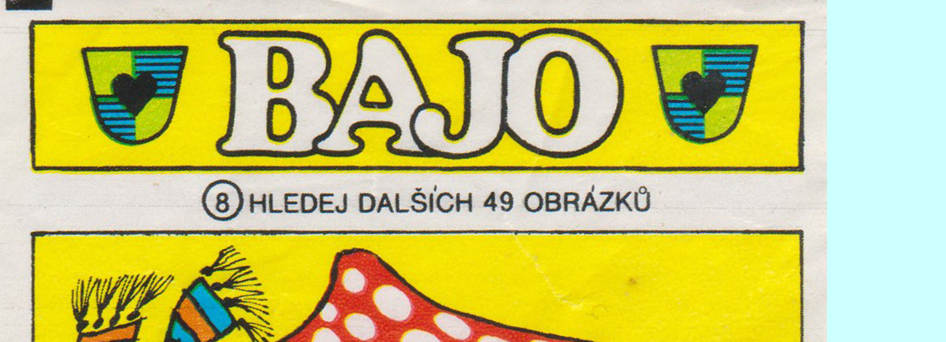 BAJO
8 HLEDEJ DALŠÍCH 49 OBRÁZKŮ